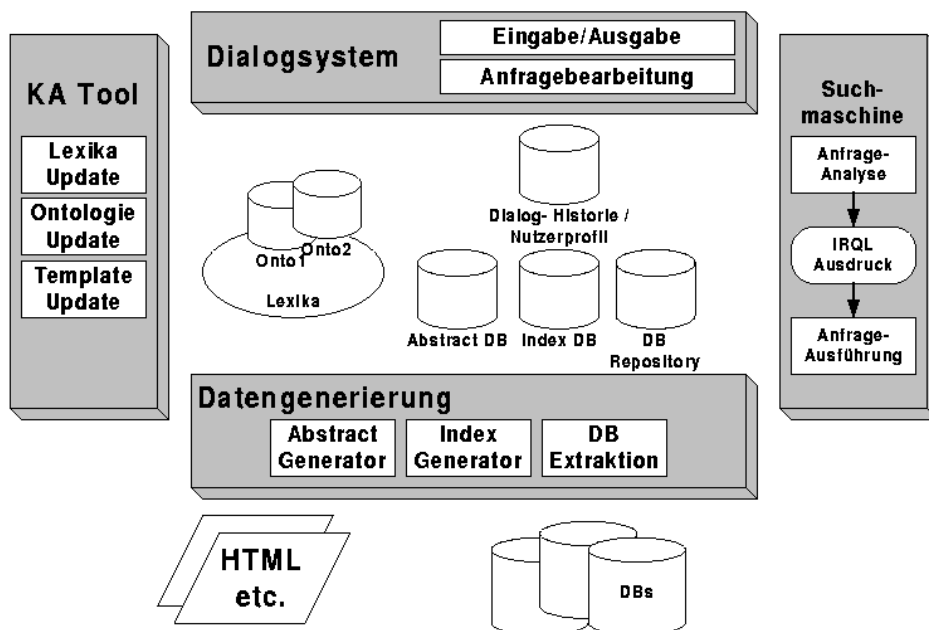 KA Tool
Lexika
Update
Ontologie
Update
Template
Update
Dialogsystem
Eingabe/Ausgabe
Anfragebearbeitung
Such-
maschine
Anfrage-
Analyse
IRQL
Ausdruck
Anfrage-
Ausführung
Onto1
Onto2
Lexika
Dialog- Historie /
Nutzerprofil
Abstract DB
Index DB
DB
Repository
Datengenerierung
Abstract
Generator
Index
Generator
DB
Extraktion
HTML
etc.
DBs